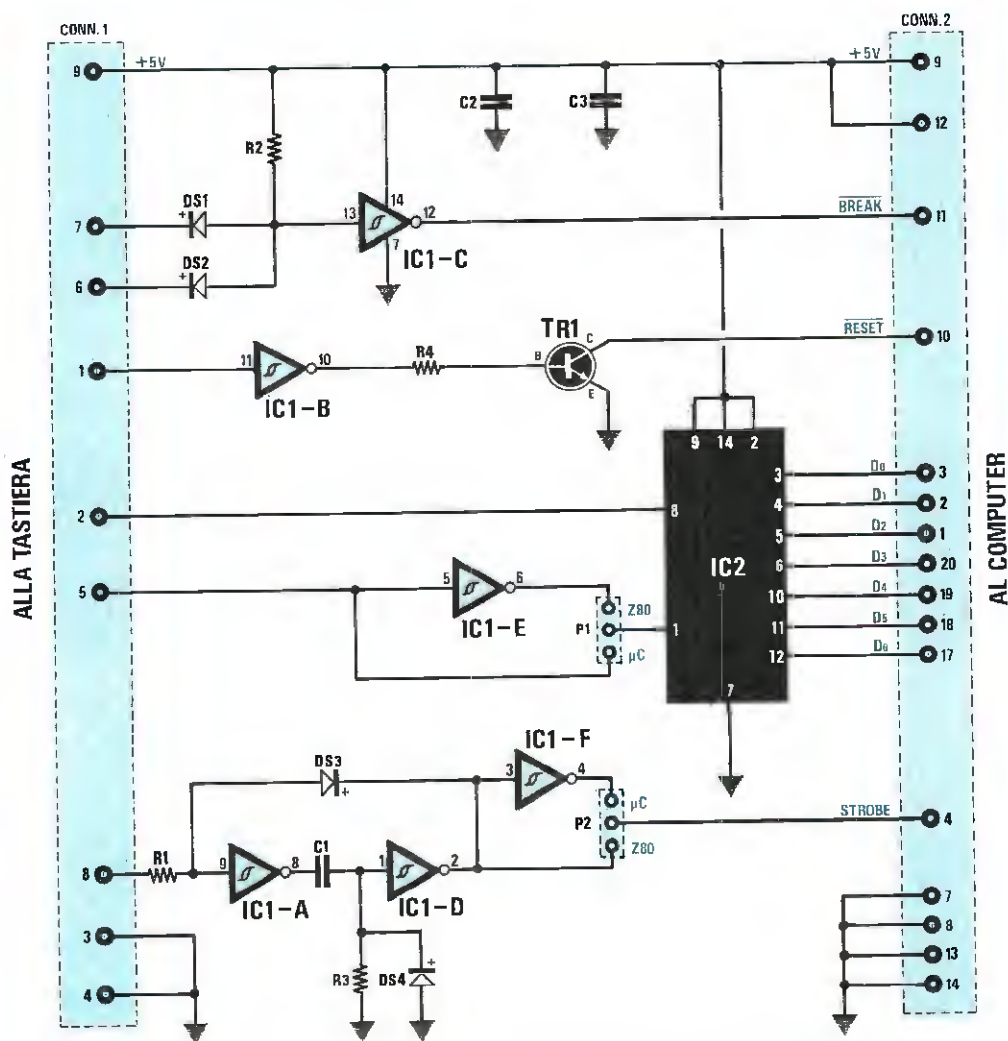 CONN.1
CONN.2
9 +5V
+5V 9
C2
C3
12
R2
DS1
+
7
13
14
12
BREAK
11
7
IC1-C
DS2
+
6
TR1
C
RESET
10
1
11
10
R4
B
E
IC1-B
9 14 2
ALLA TASTIERA
AL COMPUTER
3 D0 3
4 D1 2
2
8
5 D2 1
IC2
6 D3 20
5
5
6
Z80
10 D4 19
IC1-E
P1
1
11 D5 18
µC
12 D6 17
7
IC1-F
DS3
+
3
4
µC
P2
STROBE
4
Z80
8
R1
9
8
C1
1
2
7
IC1-A
IC1-D
8
3
+
R3
DS4
13
4
14